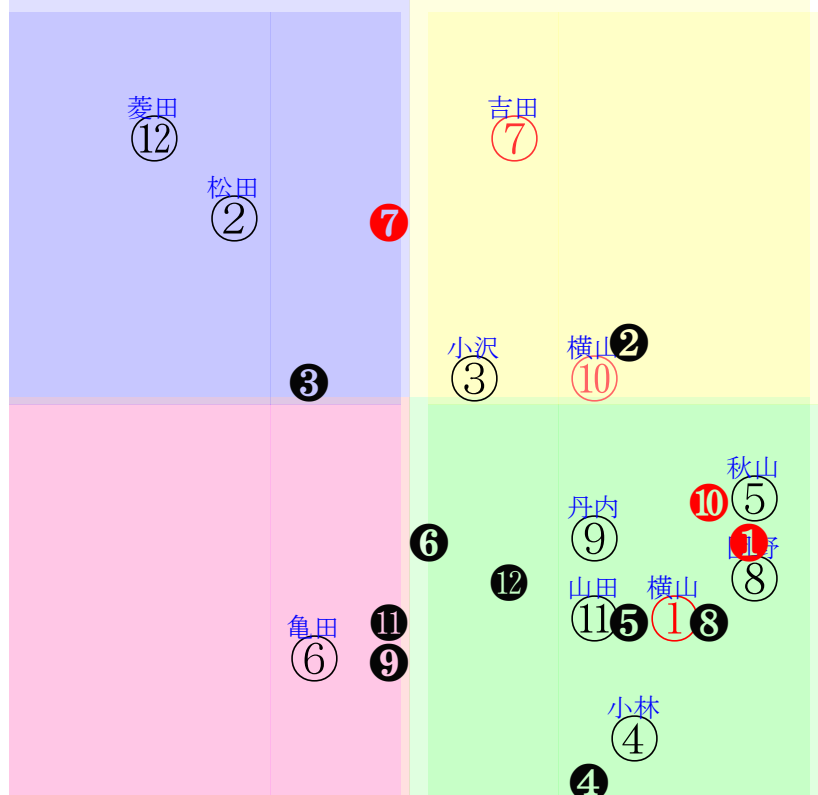 菱田
⑫
吉田
⑦
松田
②
❼
小沢
③
横山
⑩
❷
❸
秋山
⑤
❿
丹内
⑨
❻
❶
⑧
⓬
山田
⑪
❺
横山
①
❽
亀田
⑥
⓫
❾
小林
④
❹